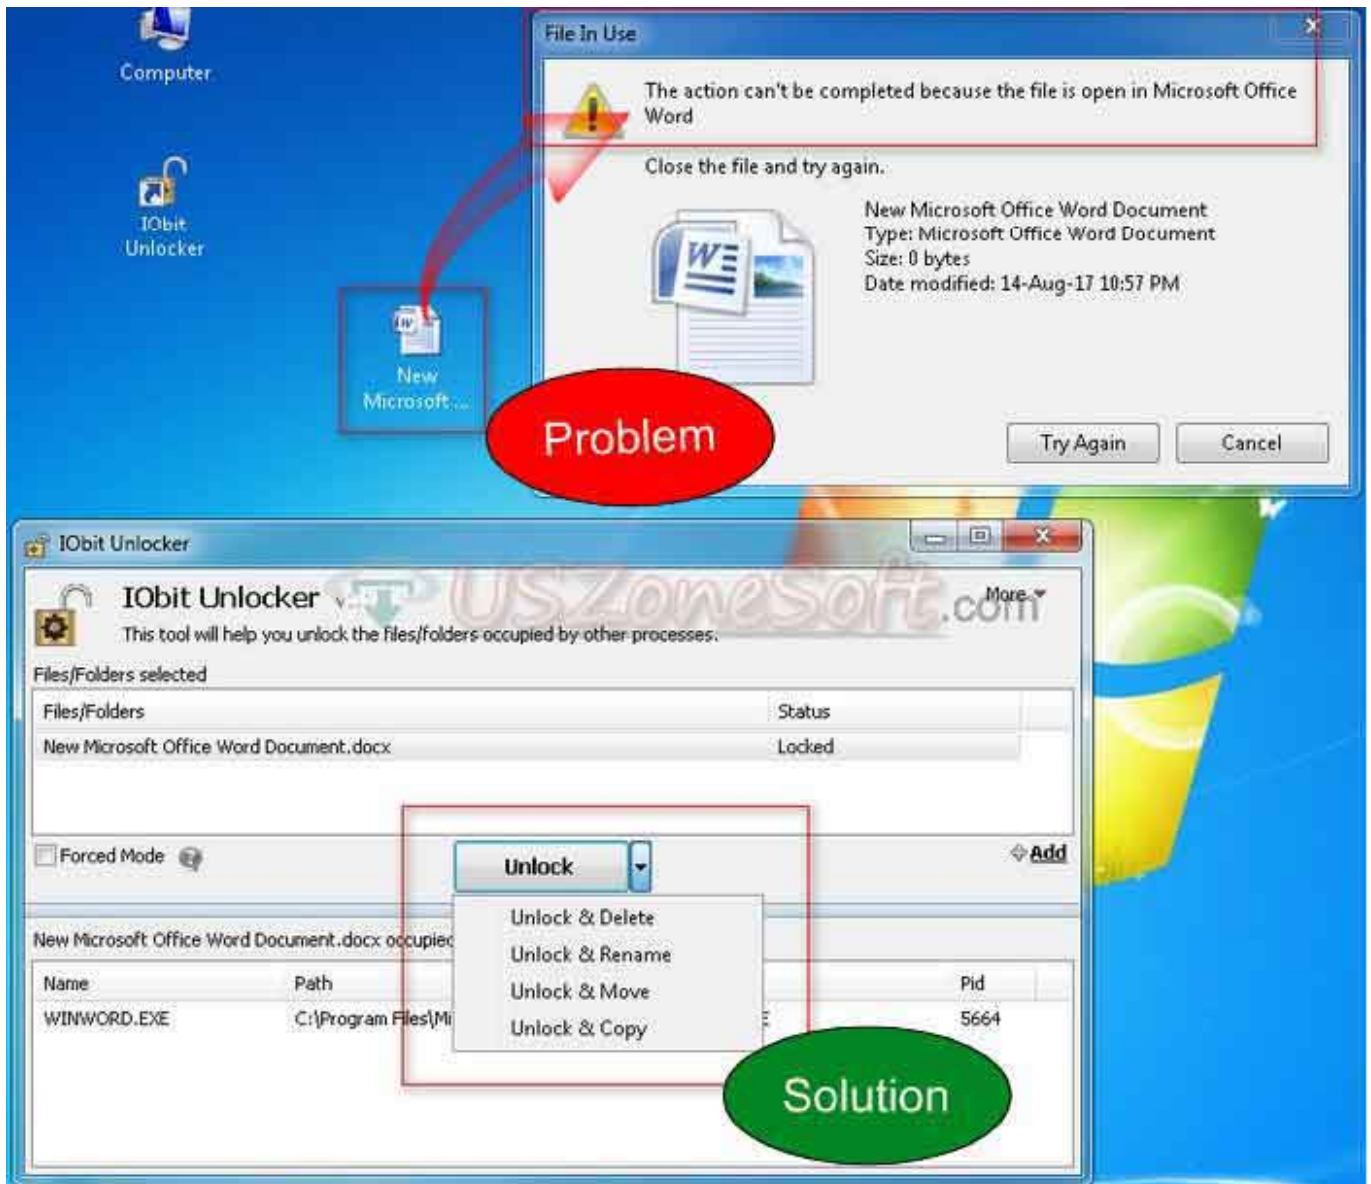 Computer
IObit
Unlocker
New
Microsoft ...
File In Use
The action can't be completed because the file is open in Microsoft Office
Word
Close the file and try again.
New Microsoft Office Word Document
Type: Microsoft Office Word Document
Size: 0 bytes
Date modified: 14-Aug-17 10:57 PM
Problem
Try Again
Cancel
IObit Unlocker
IObit Unlocker
USZoneSoft.com
More
This tool will help you unlock the files/folders occupied by other processes.
Files/Folders selected
Files/Folders Status
New Microsoft Office Word Document.docx Locked
Forced Mode
Unlock
Add
Unlock & Delete
Unlock & Rename
Unlock & Move
Unlock & Copy
New Microsoft Office Word Document.docx occupied
Name Path Pid
WINWORD.EXE C:\Program Files\Mi E 5664
Solution